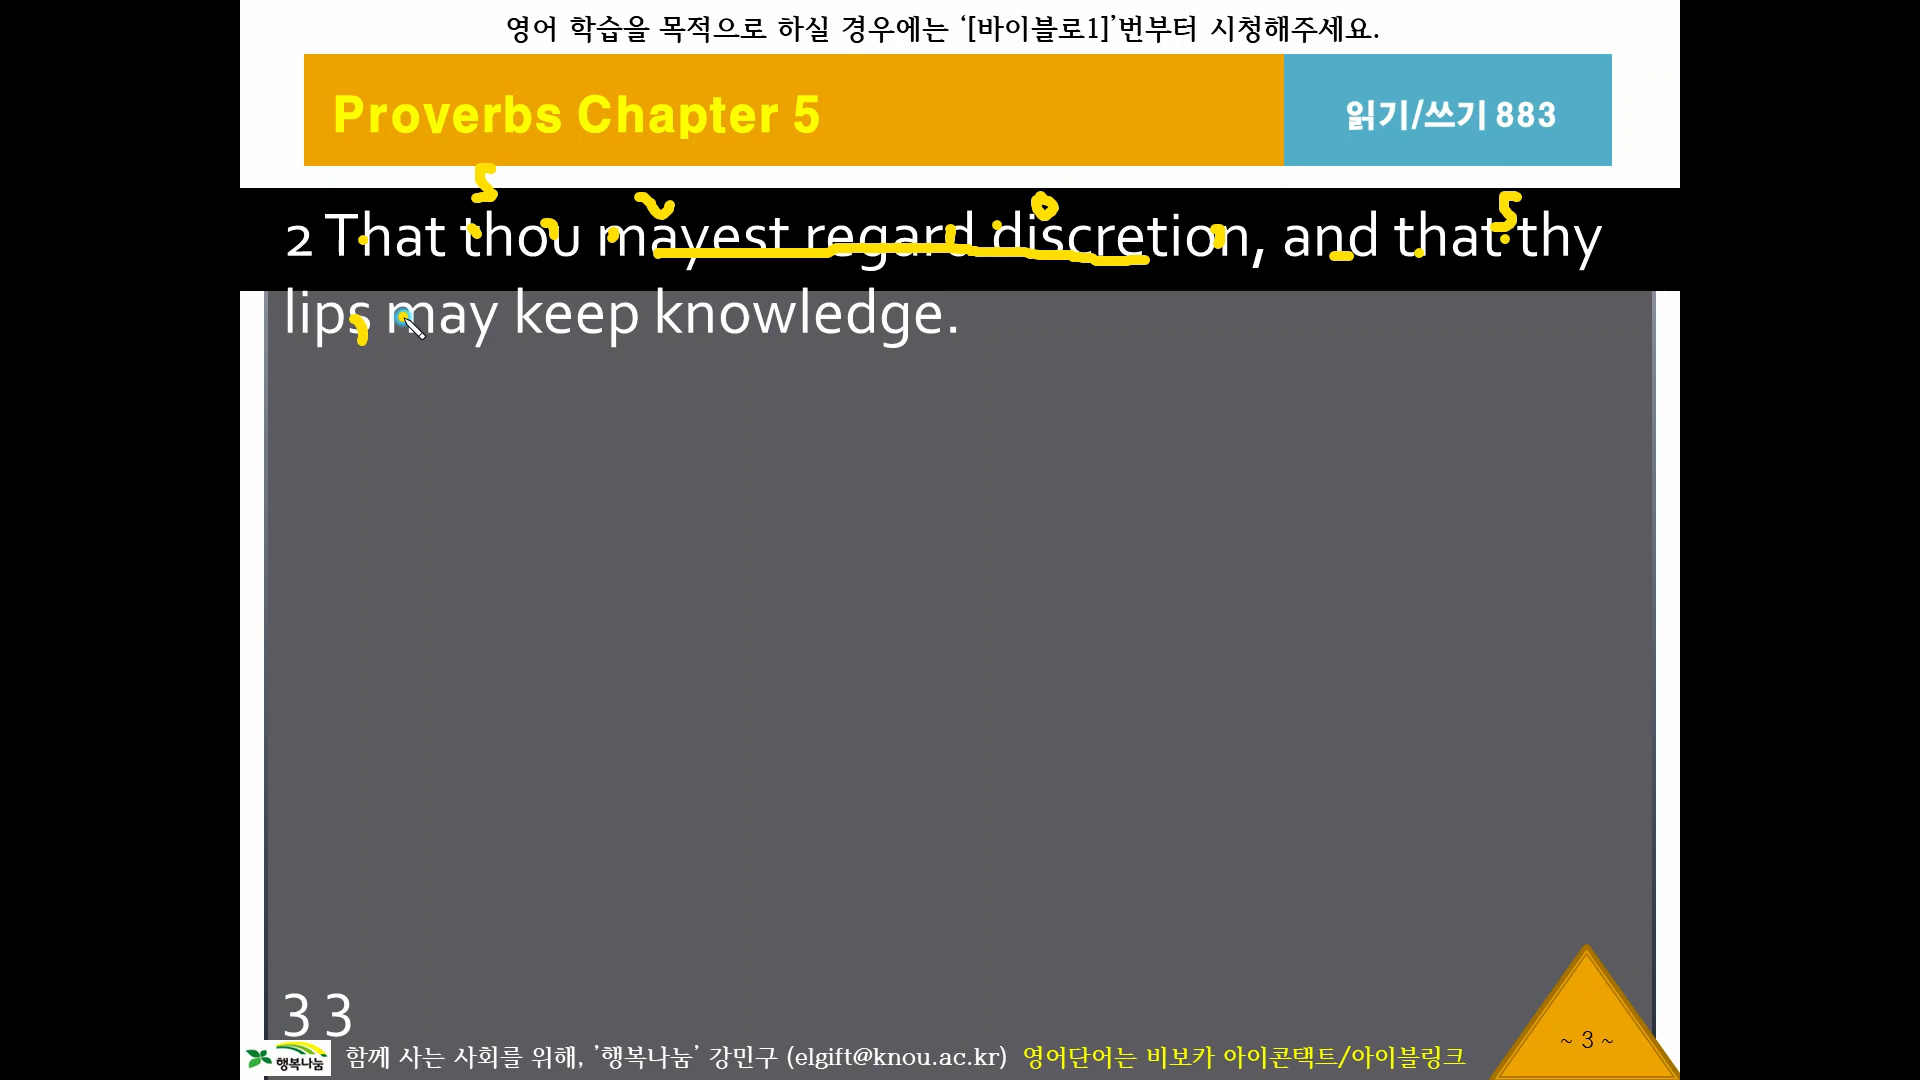 영어 학습을 목적으로 하실 경우에는 ‘[바이블로1]’번부터 시청해주세요.
Proverbs Chapter 5
읽기/쓰기 883
2 That thou mayest regard discretion, and that thy
lips may keep knowledge.
3 3
~ 3 ~
행복나눔 함께 사는 사회를 위해, ’행복나눔’ 강민구 (elgift@knou.ac.kr) 영어단어는 비보카 아이콘택트/아이블링크